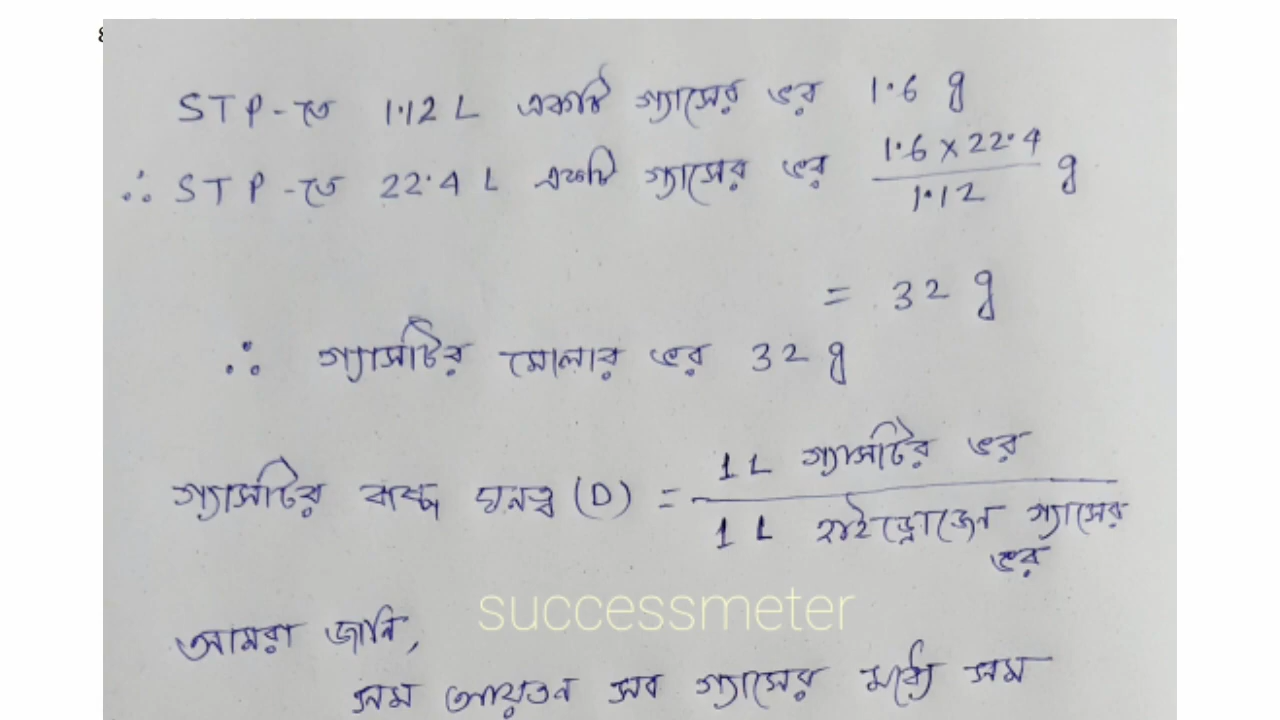 STP-তে 1.12 L একটি গ্যাসের ভর 1.6 g
∴ STP-তে 22.4 L একটি গ্যাসের ভর 1.6 x 22.4 / 1.12 g
= 32 g
∴ গ্যাসটির মোলার ভর 32 g
গ্যাসটির বাষ্প ঘনত্ব (D) = 1 L গ্যাসটির ভর / 1 L হাইড্রোজেন গ্যাসের ভর
successmeter
আমরা জানি,
সম আয়তন সব গ্যাসের মধ্যে সম